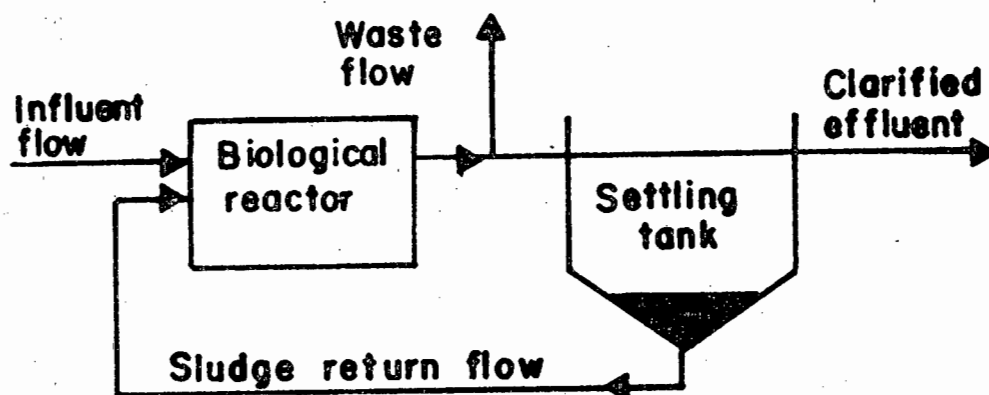 Waste
flow
Influent
flow
Biological
reactor
Clarified
effluent
Settling
tank
Sludge return flow